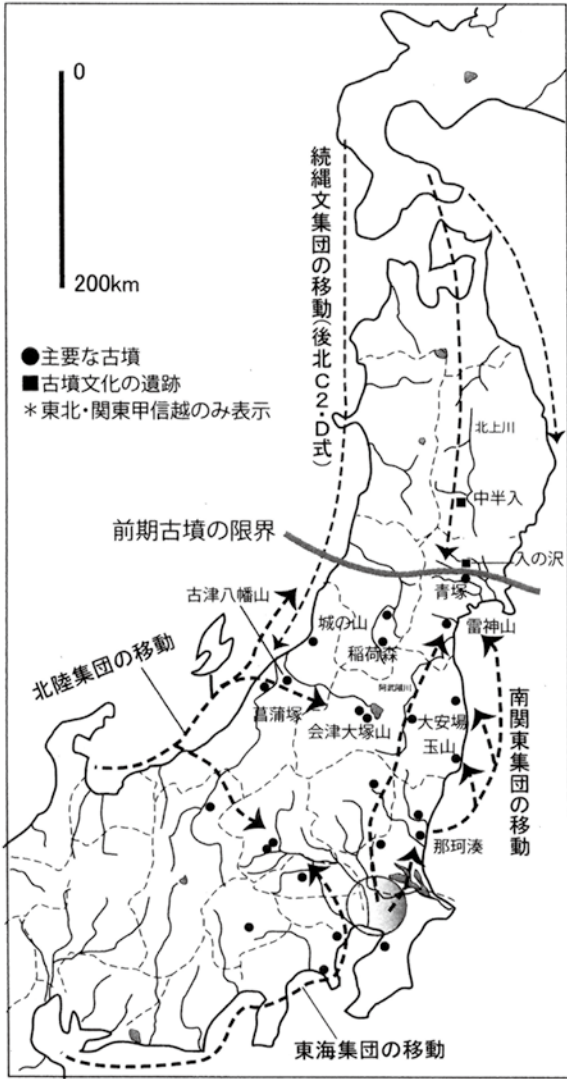 0
200km
●主要な古墳
■古墳文化の遺跡
＊東北・関東甲信越のみ表示
続縄文集団の移動(後北C2・D式)
北上川
中半入
前期古墳の限界
入の沢
青塚
古津八幡山
城の山
雷神山
稲荷森
北陸集団の移動
阿武隈川
菖蒲塚
会津大塚山
大安場
玉山
南関東集団の移動
那珂湊
東海集団の移動